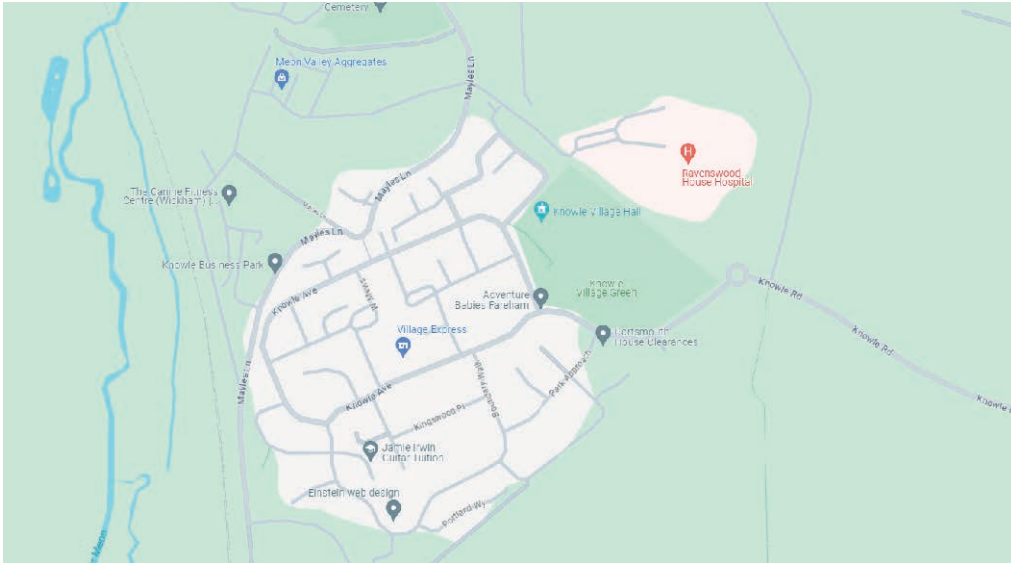 Cemetery
Meon Valley Aggregates
Mayles Ln
Ravenswood
House Hospital
The Canine Fitness
Centre (Wickham) |...
Mayles Ln
Knowle Village Hall
Mayles Ln
Knowle Business Park
Knowle Rd
Knowle
Village Green
Knowle Ave
Adventure
Babies Fareham
Village Express
Portsmouth
House Clearances
Knowle Rd
Mayles Ln
Park Approach
Boundary Walk
Knowle Ave
Knowle
Kingswood Pl
Jamie Irwin
Guitar Tuition
Einstein web design
Portland Wy
Meon